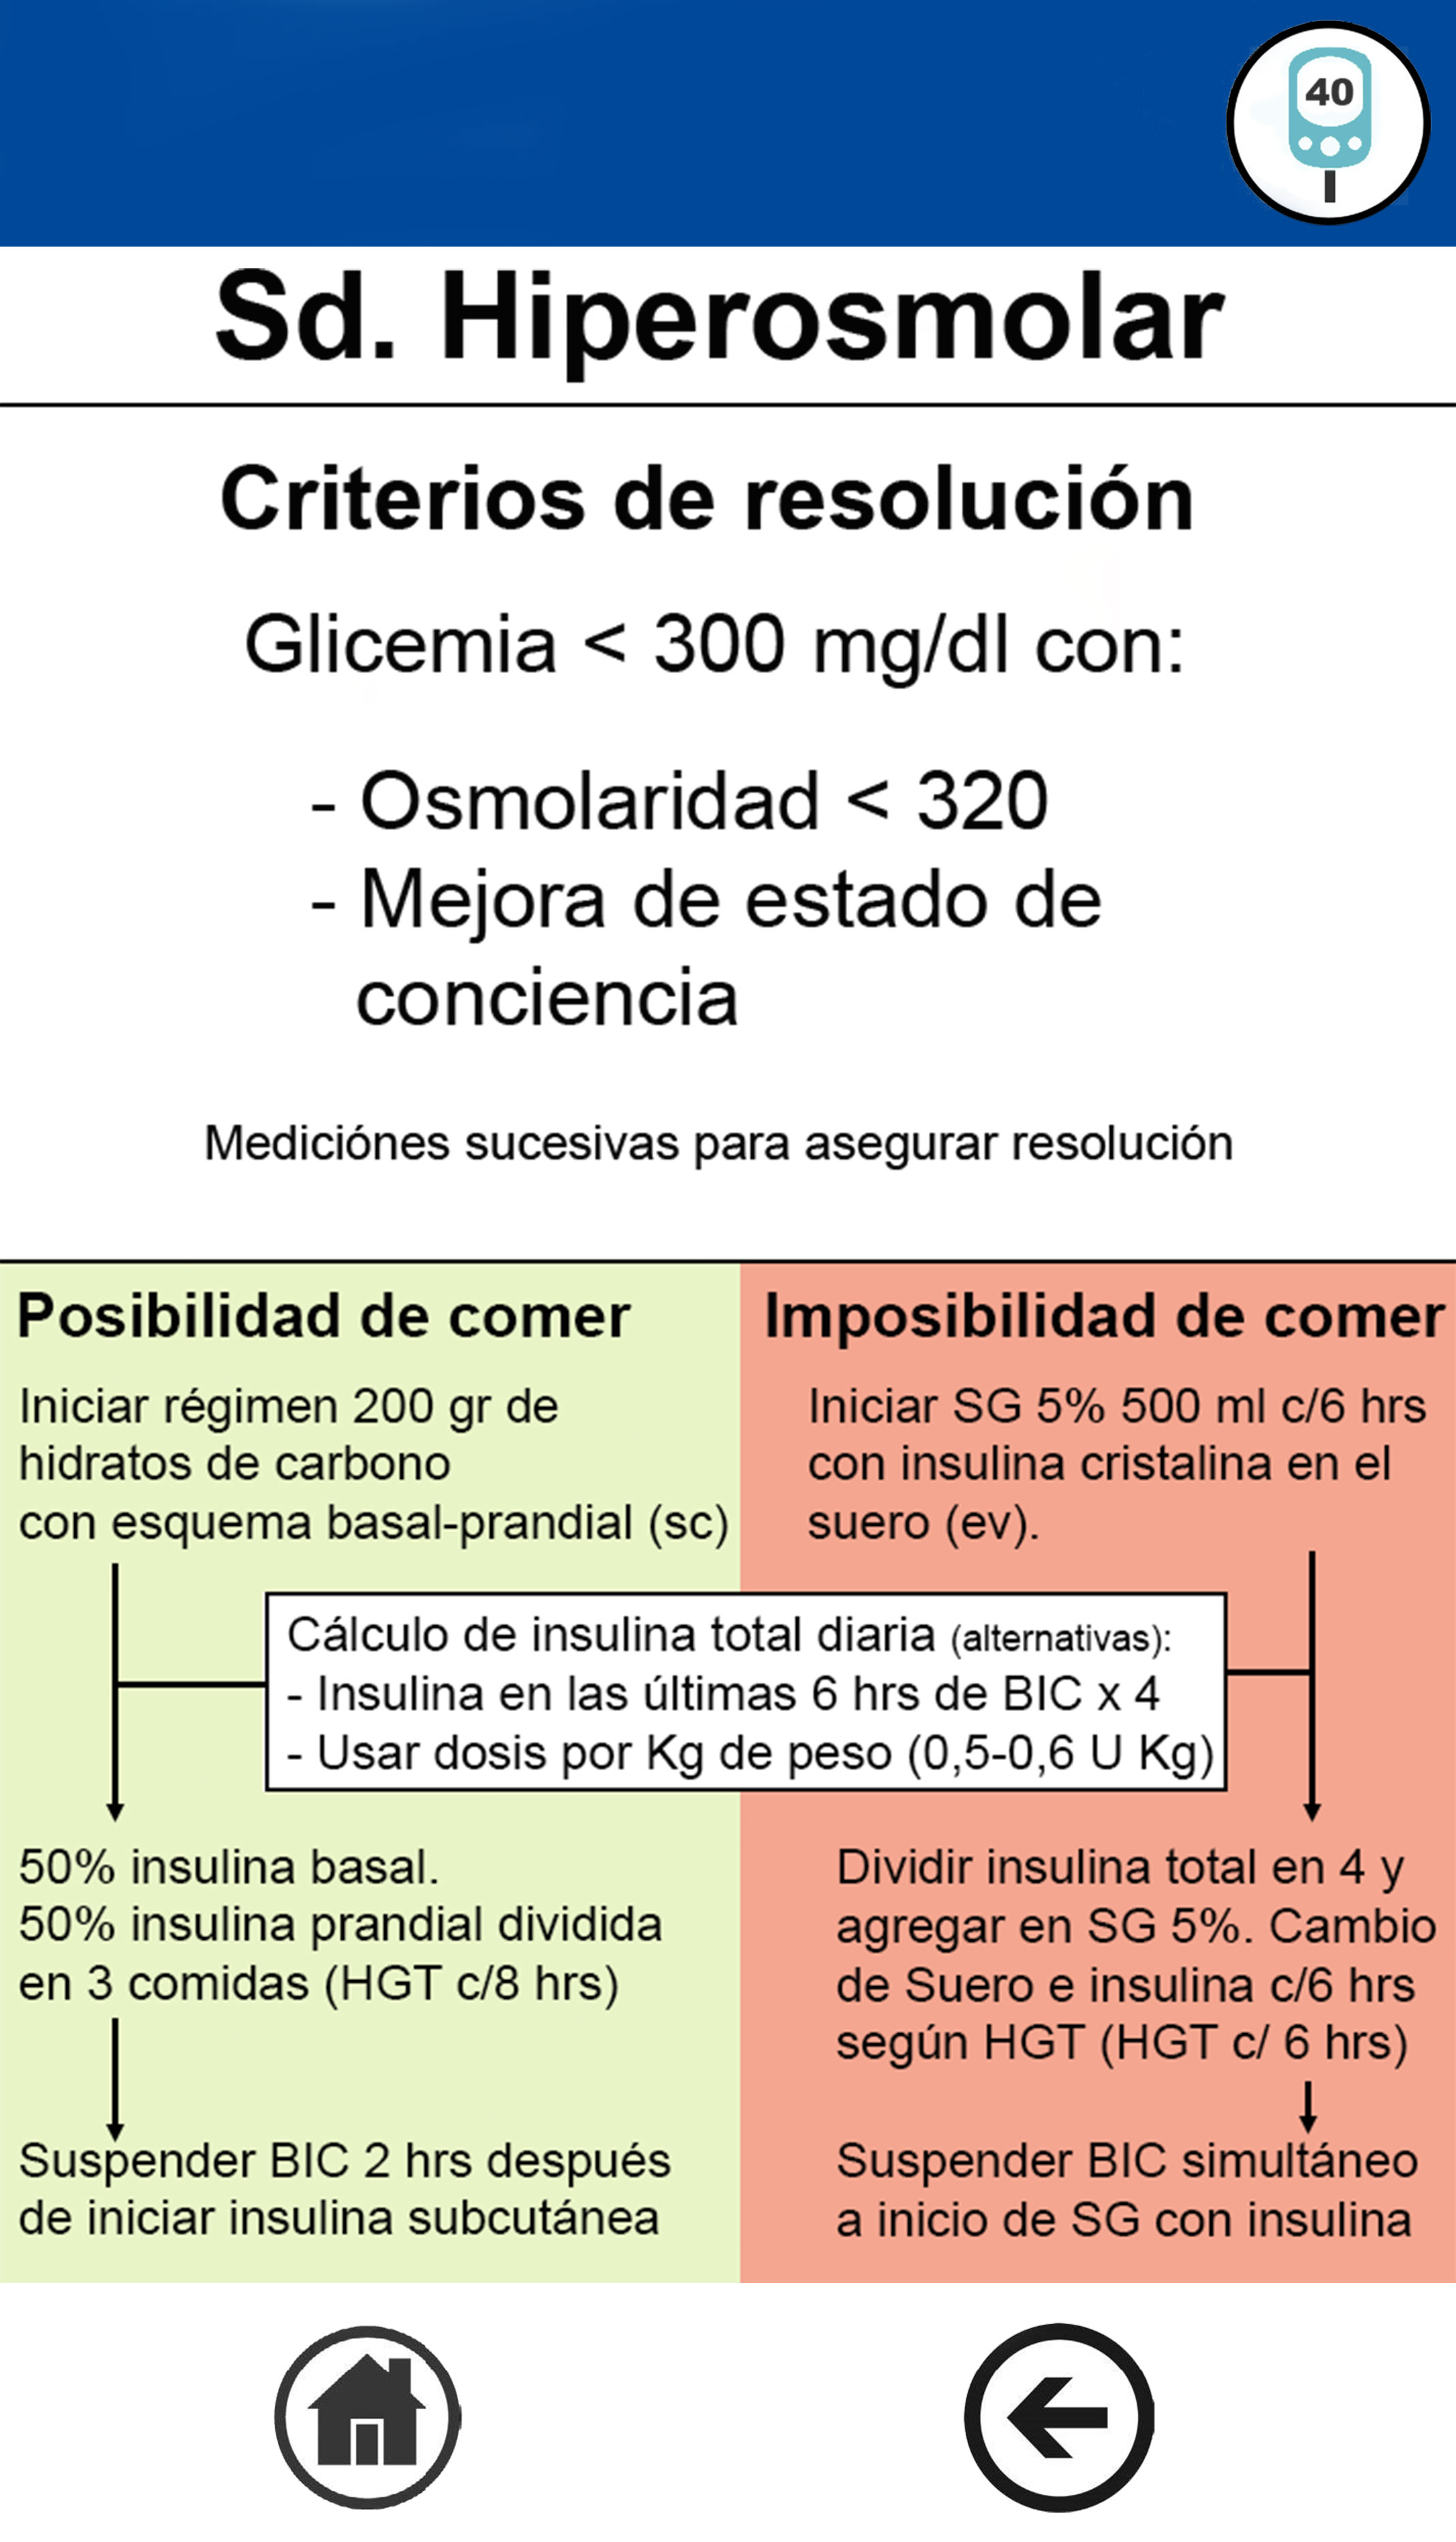 40
Sd. Hiperosmolar
Criterios de resolución
Glicemia < 300 mg/dl con:
- Osmolaridad < 320
- Mejora de estado de
conciencia
Mediciónes sucesivas para asegurar resolución
Posibilidad de comer
Iniciar régimen 200 gr de
hidratos de carbono
con esquema basal-prandial (sc)
Imposibilidad de comer
Iniciar SG 5% 500 ml c/6 hrs
con insulina cristalina en el
suero (ev).
Cálculo de insulina total diaria (alternativas):
- Insulina en las últimas 6 hrs de BIC x 4
- Usar dosis por Kg de peso (0,5-0,6 U Kg)
50% insulina basal.
50% insulina prandial dividida
en 3 comidas (HGT c/8 hrs)
Suspender BIC 2 hrs después
de iniciar insulina subcutánea
Dividir insulina total en 4 y
agregar en SG 5%. Cambio
de Suero e insulina c/6 hrs
según HGT (HGT c/ 6 hrs)
Suspender BIC simultáneo
a inicio de SG con insulina